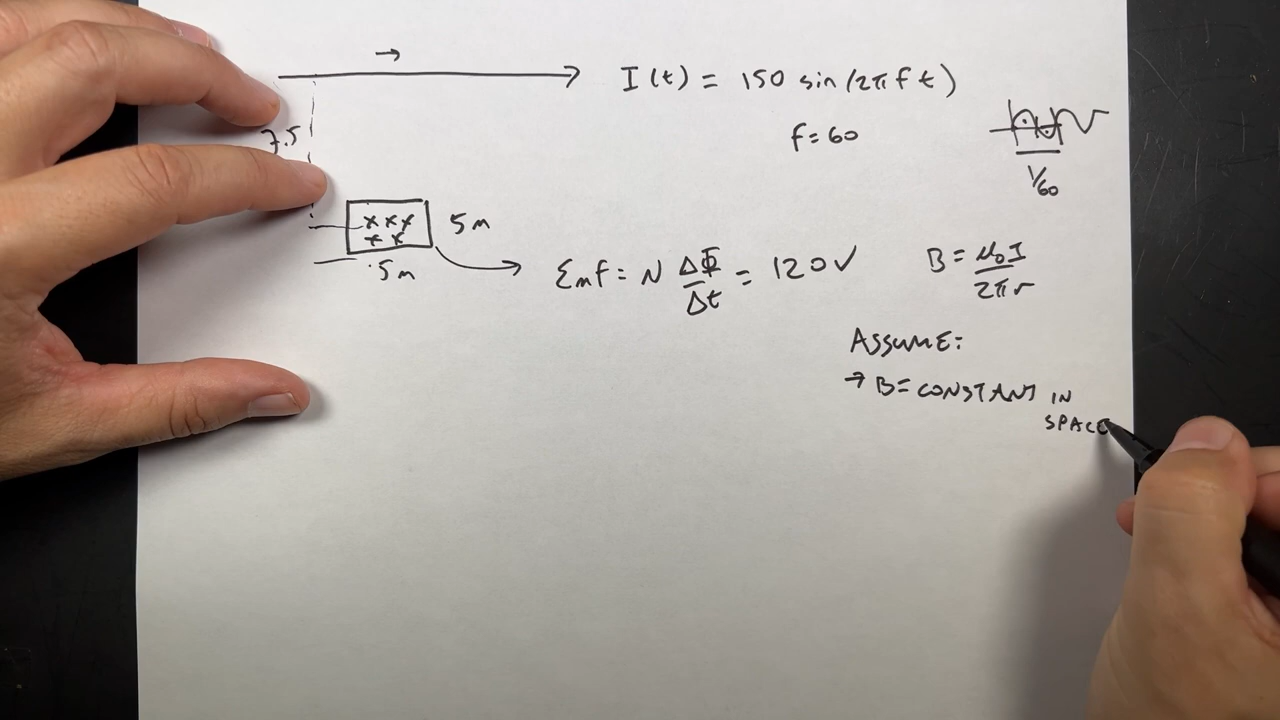 →
I(t) = 150 sin(2πft)
f = 60
7.5
1/60
x x x
x x
5m
.5m
Emf = N ΔΦ/Δt = 120V
B = μ₀I/2πr
ASSUME:
→ B = CONSTANT IN
SPACE